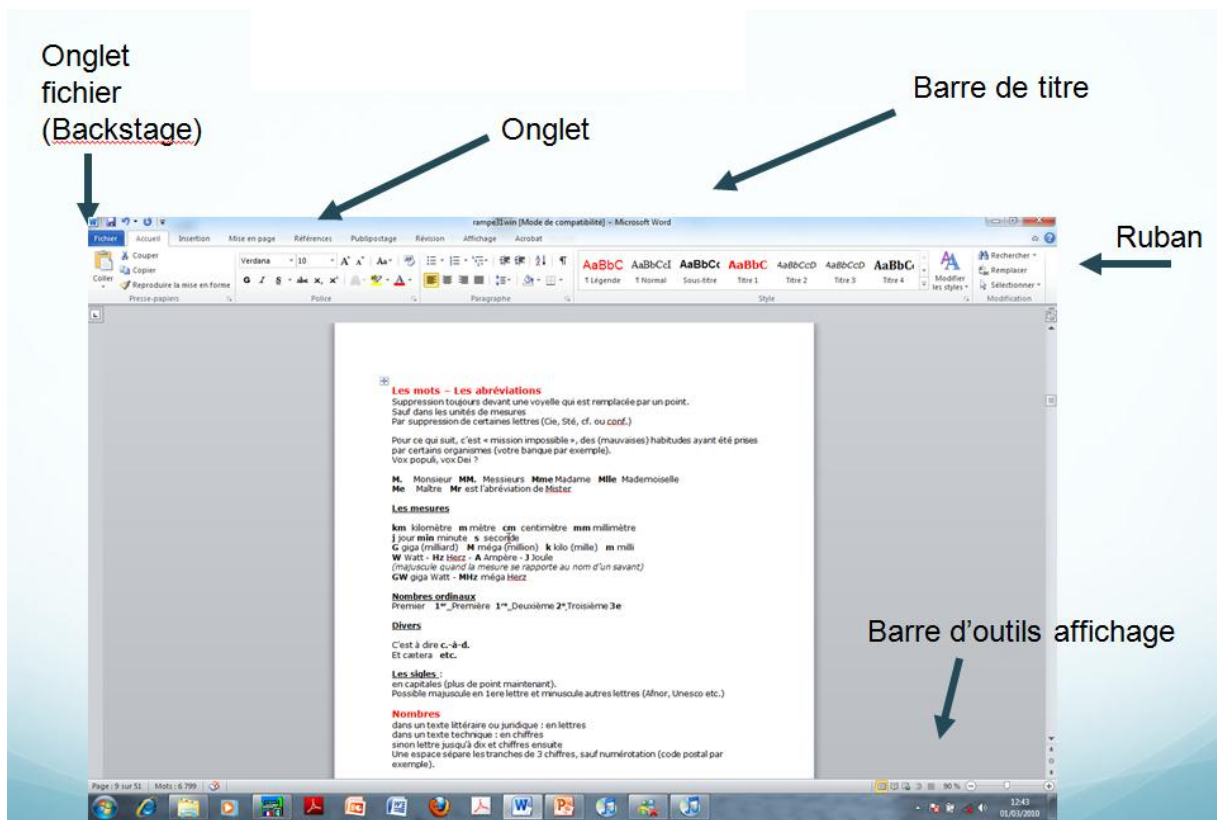 Onglet
fichier
(Backstage)
Onglet
Barre de titre
Ruban
Barre d’outils affichage
rampe31win [Mode de compatibilité] – Microsoft Word
Fichier Accueil Insertion Mise en page Références Publipostage Révision Affichage Acrobat
Couper
Copier
Reproduire la mise en forme
Coller
Presse-papiers
Verdana 10
G I S abc x, x²
Police
Paragraphe
AaBbC AaBbCcI AaBbCc AaBbC AaBbCcD AaBbCcD AaBbC
¶ Légende ¶ Normal Sous-titre Titre 1 Titre 2 Titre 3 Titre 4
Style
Modifier
les styles
Rechercher
Remplacer
Sélectionner
Modification
Les mots – Les abréviations
Suppression toujours devant une voyelle qui est remplacée par un point.
Sauf dans les unités de mesures
Par suppression de certaines lettres (Cie, Sté, cf. ou conf.)
Pour ce qui suit, c’est « mission impossible », des (mauvaises) habitudes ayant été prises
par certains organismes (votre banque par exemple).
Vox populi, vox Dei ?
M. Monsieur MM. Messieurs Mme Madame Mlle Mademoiselle
Me Maître Mr est l’abréviation de Mister
Les mesures
km kilomètre m mètre cm centimètre mm millimètre
j jour min minute s seconde
G giga (milliard) M méga (million) k kilo (mille) m milli
W Watt - Hz Herz - A Ampère - J Joule
(majuscule quand la mesure se rapporte au nom d’un savant)
GW giga Watt - MHz méga Herz
Nombres ordinaux
Premier 1er Première 1re Deuxième 2e Troisième 3e
Divers
C’est à dire c.-à-d.
Et cætera etc.
Les sigles :
en capitales (plus de point maintenant).
Possible majuscule en 1ere lettre et minuscule autres lettres (Afnor, Unesco etc.)
Nombres
dans un texte littéraire ou juridique : en lettres
dans un texte technique : en chiffres
sinon lettre jusqu’à dix et chiffres ensuite
Une espace sépare les tranches de 3 chiffres, sauf numérotation (code postal par
exemple).
Page : 9 sur 51 Mots : 6 799
90 %
12:43
01/03/2010